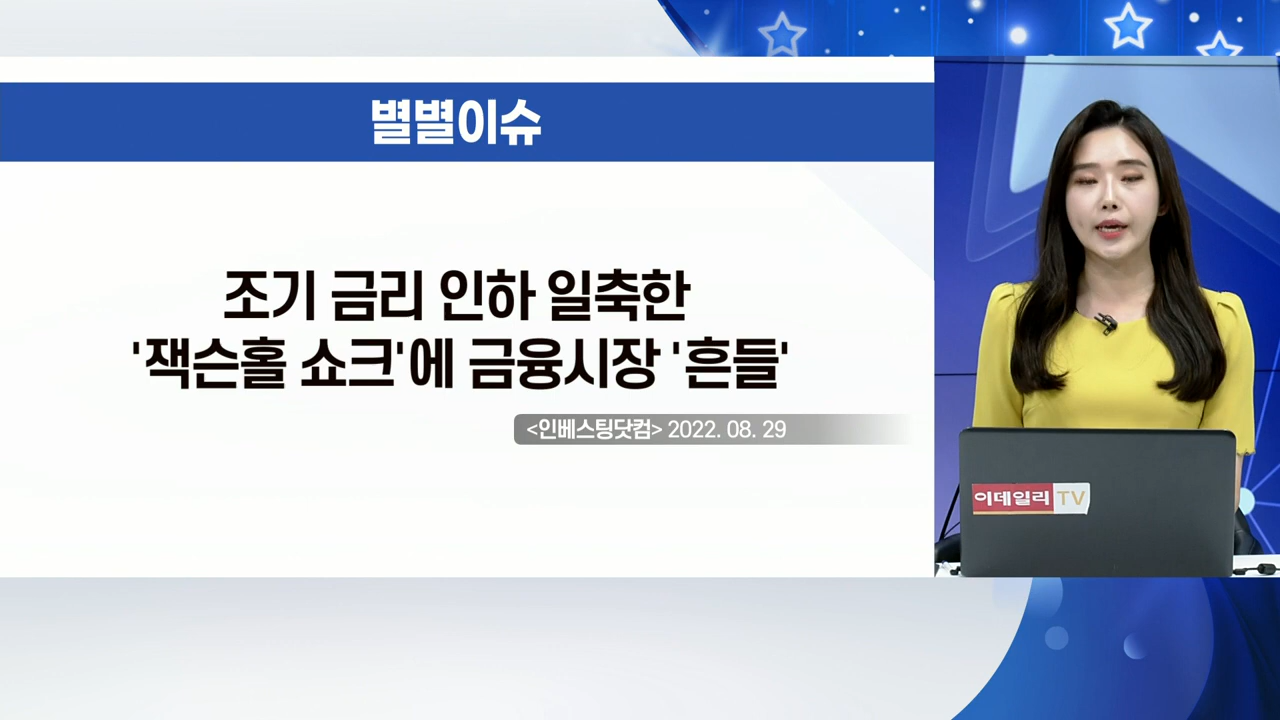 별별이슈
조기 금리 인하 일축한
'잭슨홀 쇼크'에 금융시장 '흔들'
<인베스팅닷컴> 2022. 08. 29
이데일리 TV